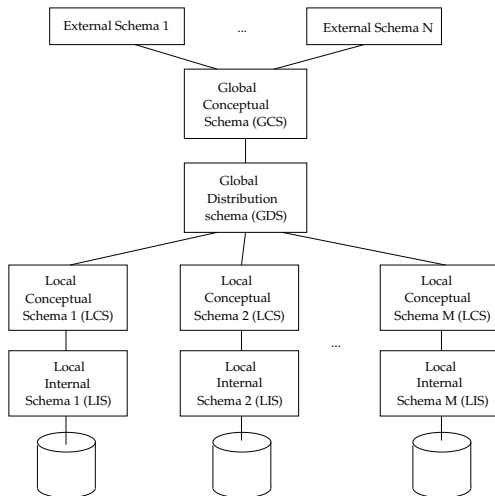 External Schema 1
...
External Schema N
Global
Conceptual
Schema (GCS)
Global
Distribution
schema (GDS)
Local
Conceptual
Schema 1 (LCS)
Local
Conceptual
Schema 2 (LCS)
Local
Conceptual
Schema M (LCS)
...
Local
Internal
Schema 1 (LIS)
Local
Internal
Schema 2 (LIS)
Local
Internal
Schema M (LIS)